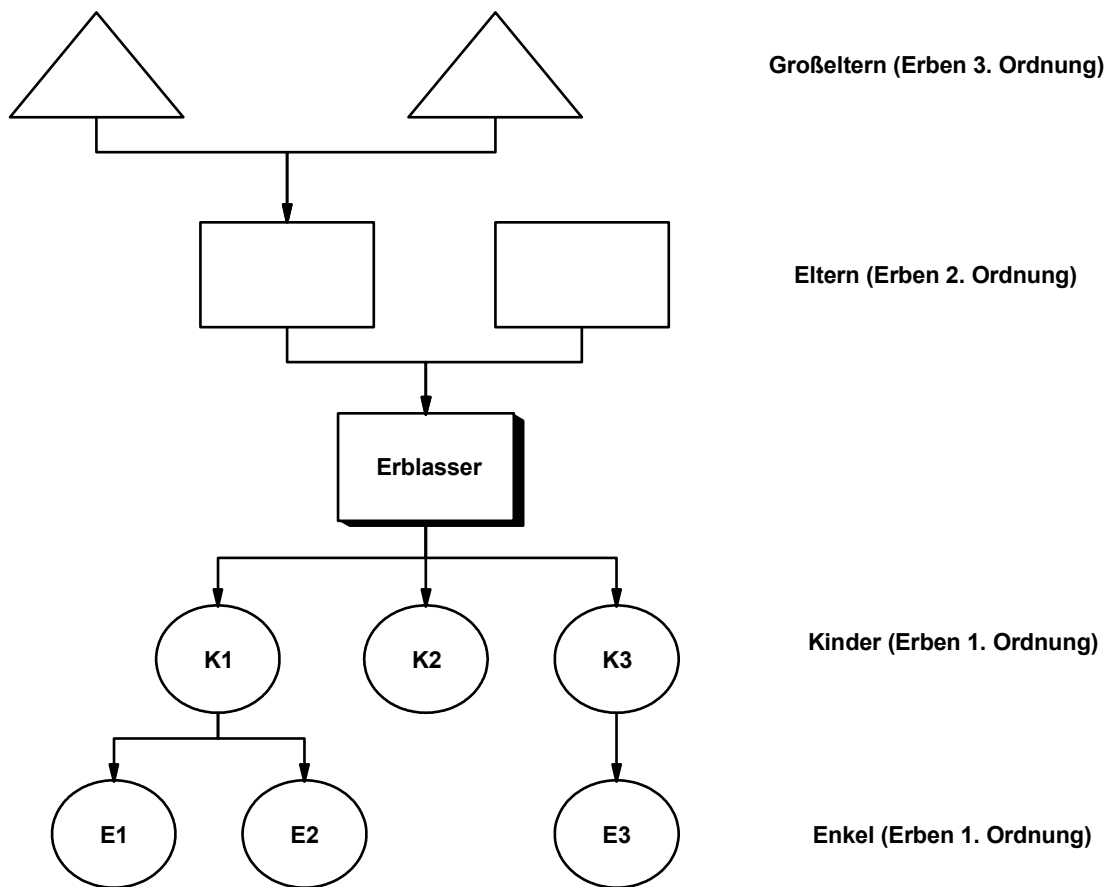 Großeltern (Erben 3. Ordnung)
Eltern (Erben 2. Ordnung)
Erblasser
K1
K2
K3
Kinder (Erben 1. Ordnung)
E1
E2
E3
Enkel (Erben 1. Ordnung)